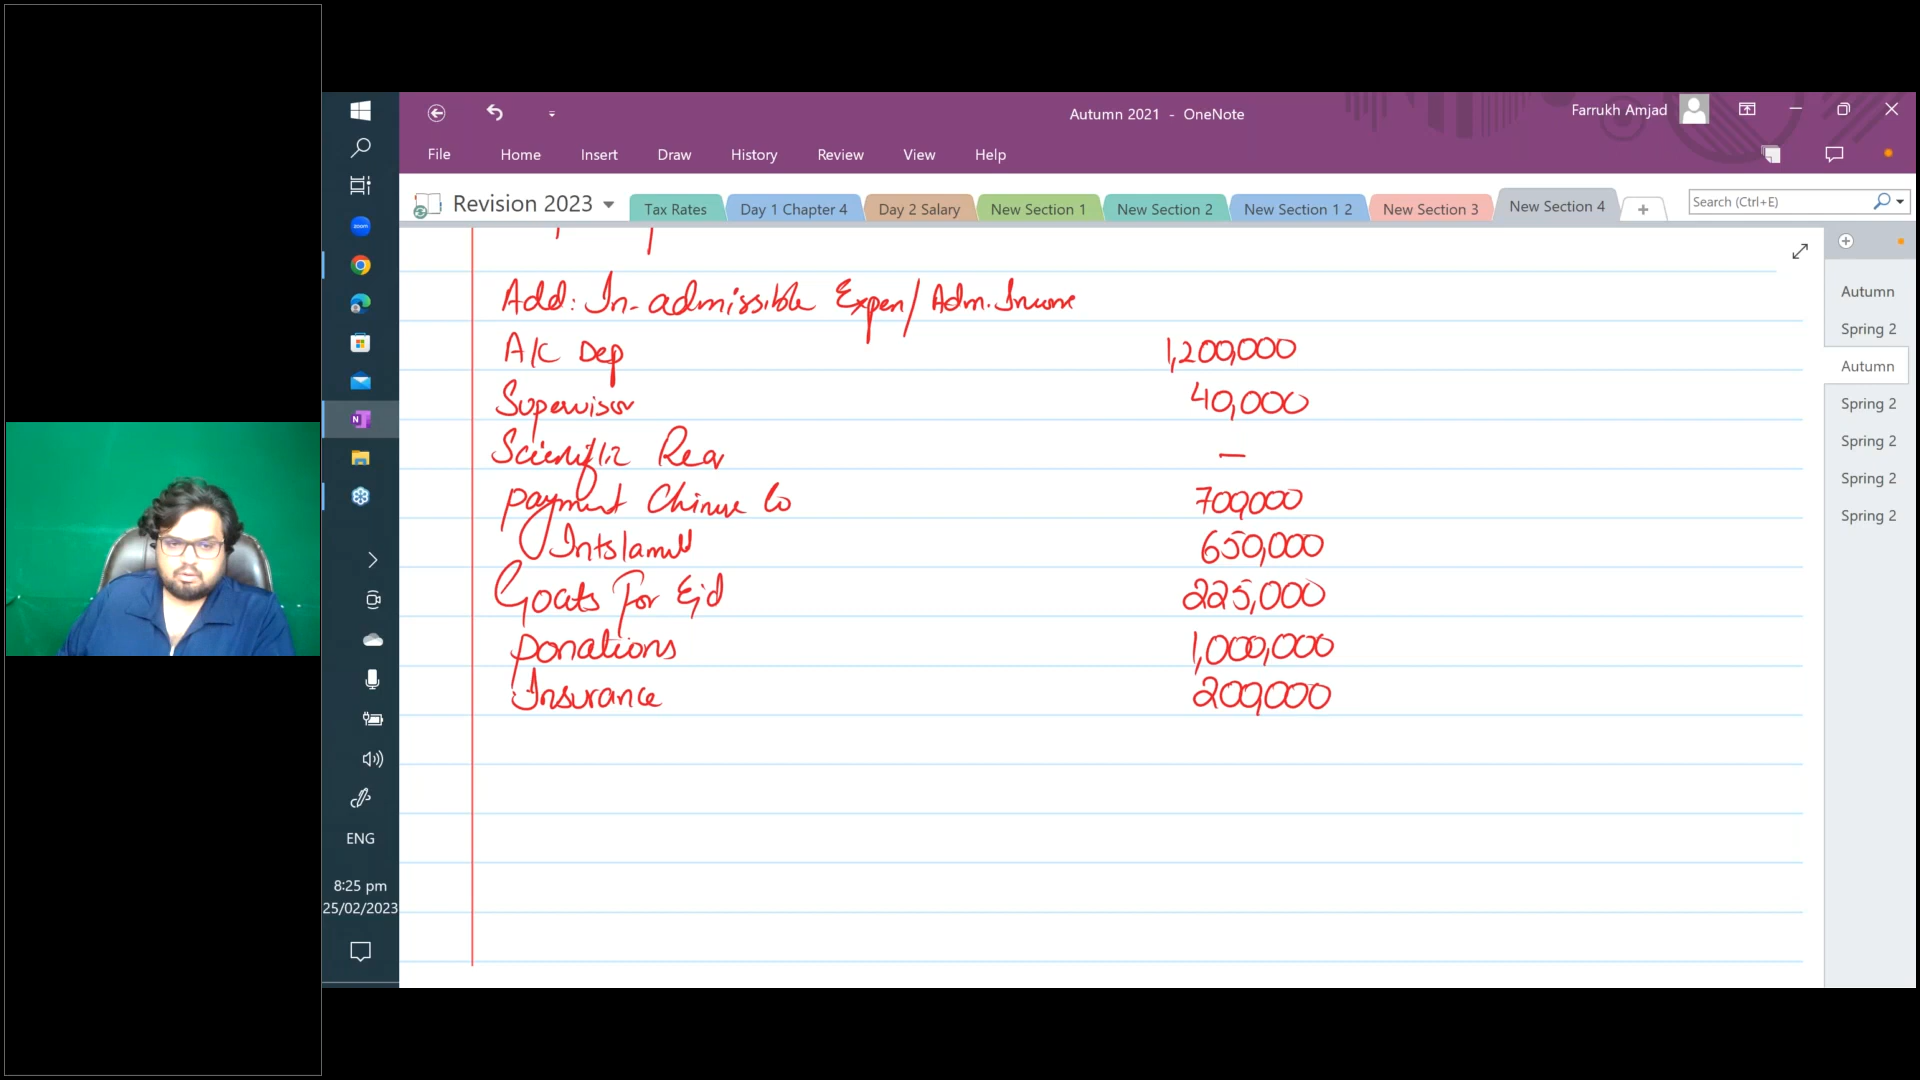 Autumn 2021 - OneNote
Farrukh Amjad
File Home Insert Draw History Review View Help
Revision 2023
Tax Rates
Day 1 Chapter 4
Day 2 Salary
New Section 1
New Section 2
New Section 1 2
New Section 3
New Section 4
Search (Ctrl+E)
Add: In-admissible Expen/ Adm. Income
A/C Dep 1,200,000
Supervisor 40,000
Scientific —
Payment Chinese Co 700,000
650,000
Goats For Eid 225,000
Donations 1,000,000
Insurance 200,000
Autumn
Spring 2
Autumn
Spring 2
Spring 2
Spring 2
Spring 2
zoom
ENG
8:25 pm
25/02/2023